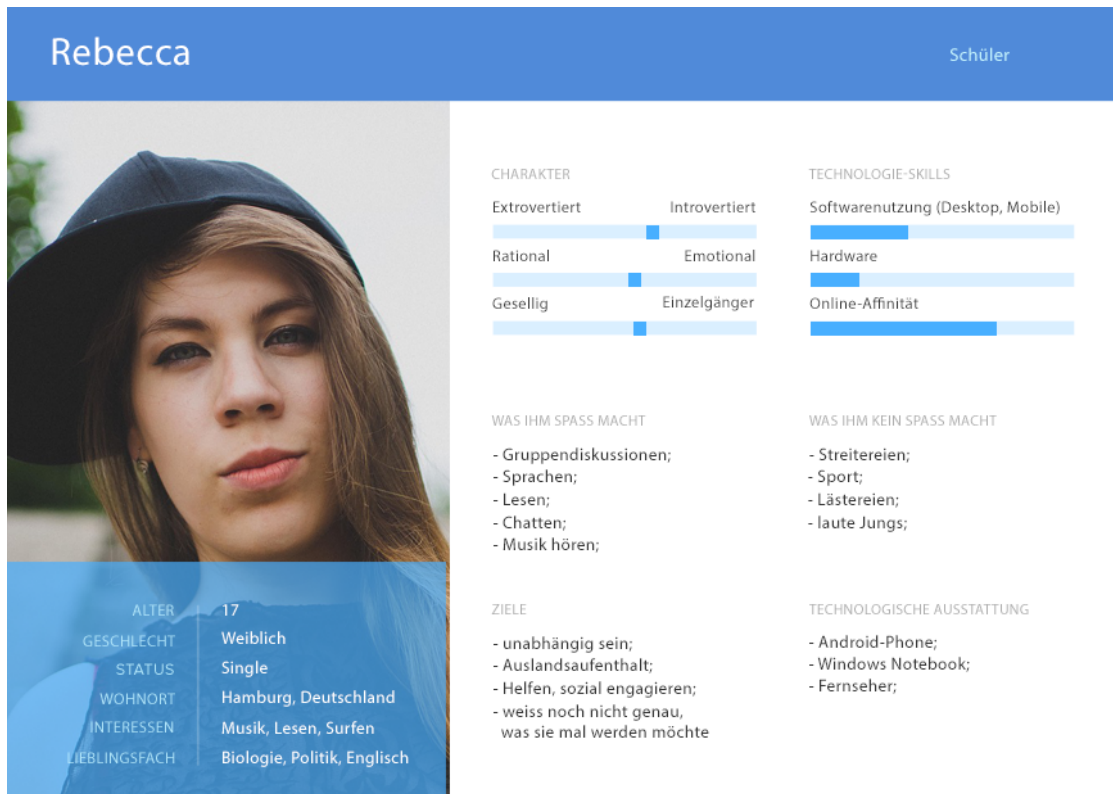 Rebecca
Schüler
CHARAKTER
Extrovertiert Introvertiert
Rational Emotional
Gesellig Einzelgänger
TECHNOLOGIE-SKILLS
Softwarenutzung (Desktop, Mobile)
Hardware
Online-Affinität
WAS IHM SPASS MACHT
- Gruppendiskussionen;
- Sprachen;
- Lesen;
- Chatten;
- Musik hören;
WAS IHM KEIN SPASS MACHT
- Streitereien;
- Sport;
- Lästereien;
- laute Jungs;
ALTER 17
GESCHLECHT Weiblich
STATUS Single
WOHNORT Hamburg, Deutschland
INTERESSEN Musik, Lesen, Surfen
LIEBLINGSFACH Biologie, Politik, Englisch
ZIELE
- unabhängig sein;
- Auslandsaufenthalt;
- Helfen, sozial engagieren;
- weiss noch nicht genau,
was sie mal werden möchte
TECHNOLOGISCHE AUSSTATTUNG
- Android-Phone;
- Windows Notebook;
- Fernseher;